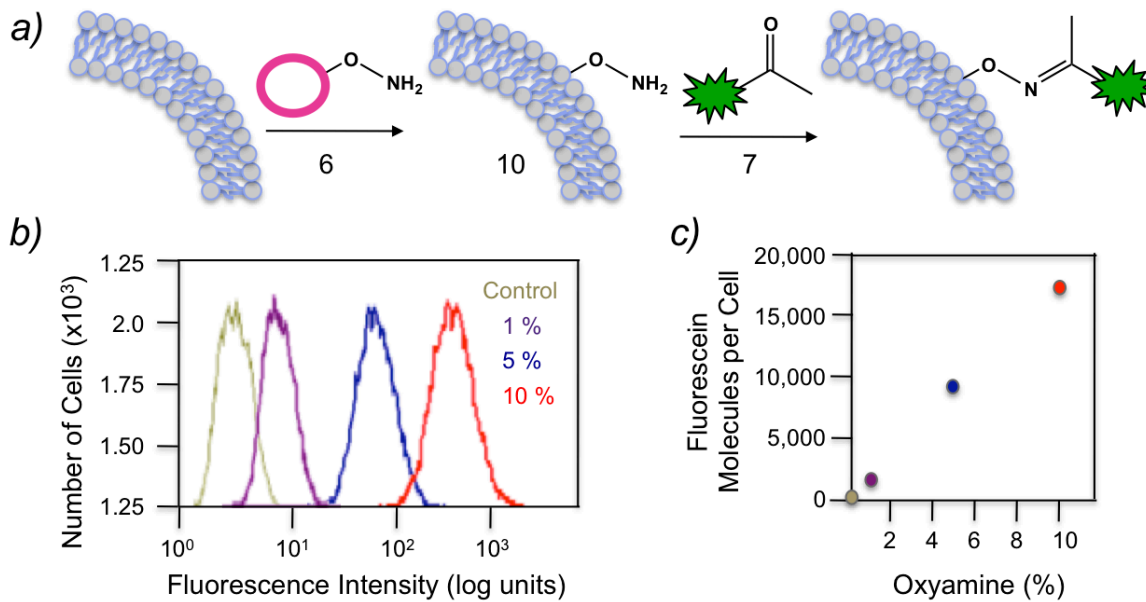 a)
O
NH₂
6
O
NH₂
10
O
7
O
N
b)
Number of Cells (x10³)
1.25
2.0
1.75
1.50
1.25
Control
1 %
5 %
10 %
10⁰ 10¹ 10² 10³
Fluorescence Intensity (log units)
c)
Fluorescein
Molecules per Cell
20,000
15,000
10,000
5,000
0
2 4 6 8 10
Oxyamine (%)